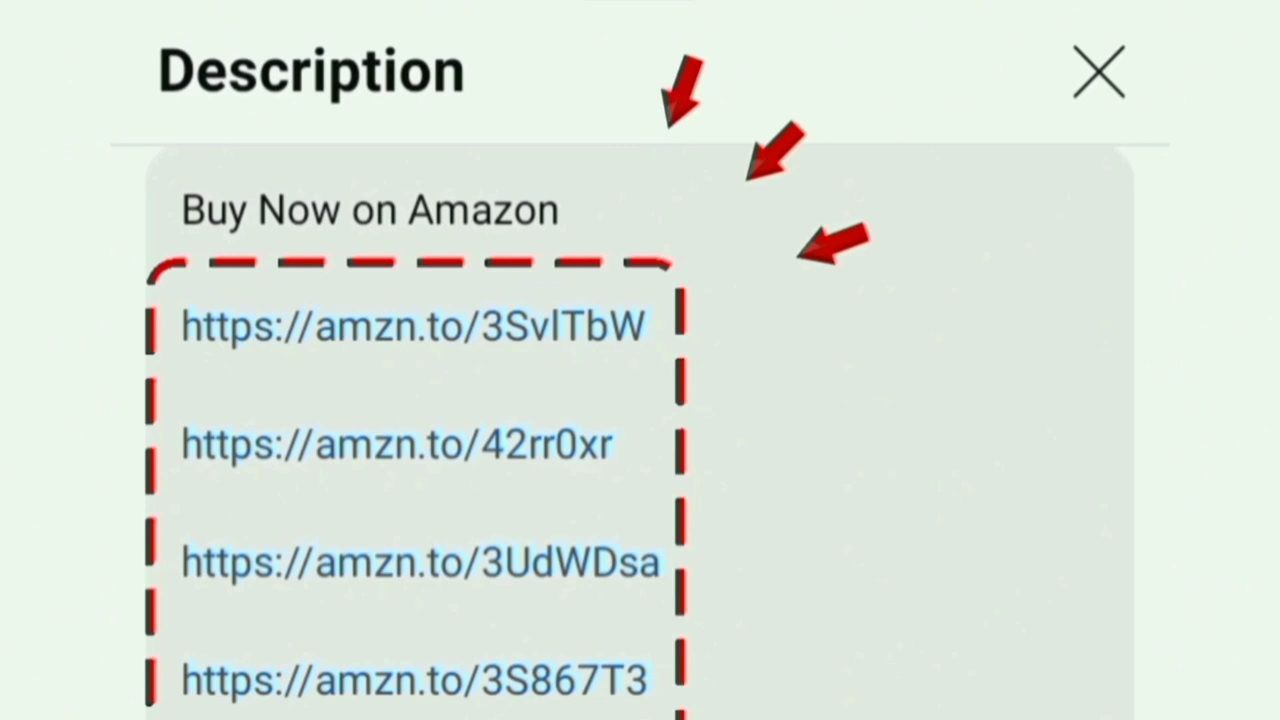 Description
Buy Now on Amazon
https://amzn.to/3SvlTbW
https://amzn.to/42rr0xr
https://amzn.to/3UdWDsa
https://amzn.to/3S867T3